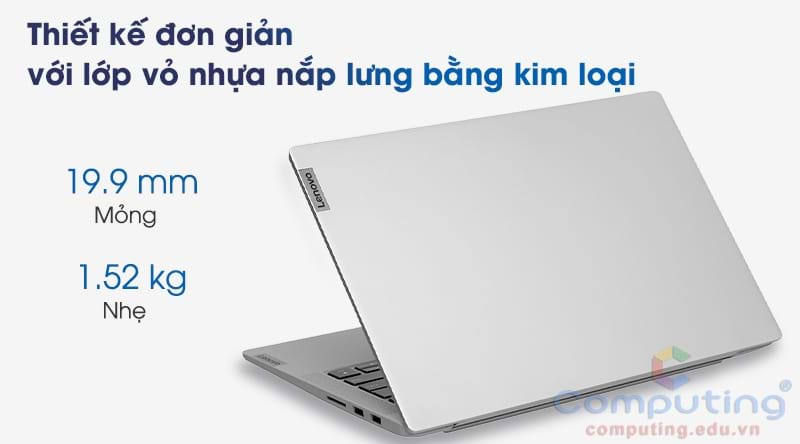 Thiết kế đơn giản
với lớp vỏ nhựa nắp lưng bằng kim loại
19.9 mm
Mỏng
1.52 kg
Nhẹ
Lenovo
Lenovo
Computing®
computing.edu.vn